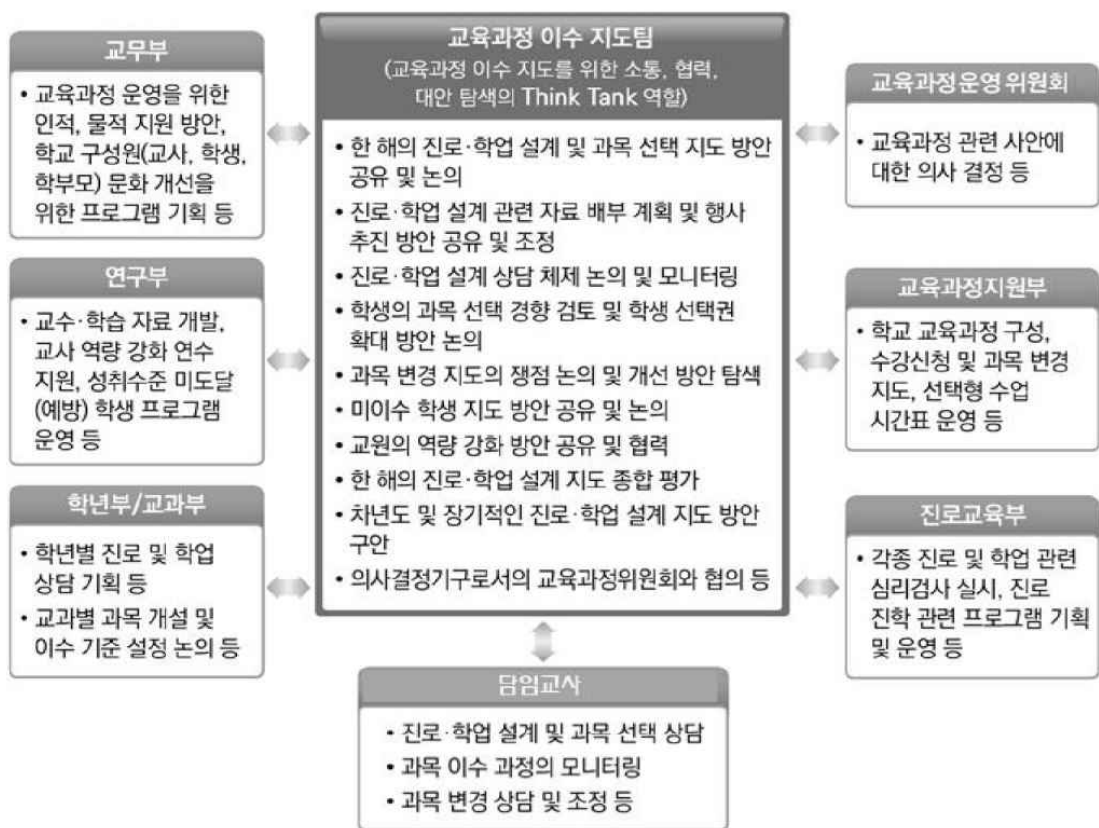 교무부
• 교육과정 운영을 위한
인적, 물적 지원 방안,
학교 구성원(교사, 학생,
학부모) 문화 개선을
위한 프로그램 기획 등
연구부
• 교수·학습 자료 개발,
교사 역량 강화 연수
지원, 성취수준 미도달
(예방) 학생 프로그램
운영 등
학년부/교과부
• 학년별 진로 및 학업
상담 기획 등
• 교과별 과목 개설 및
이수 기준 설정 논의 등
교육과정 이수 지도팀
(교육과정 이수 지도를 위한 소통, 협력,
대안 탐색의 Think Tank 역할)
• 한 해의 진로·학업 설계 및 과목 선택 지도 방안
공유 및 논의
• 진로·학업 설계 관련 자료 배부 계획 및 행사
추진 방안 공유 및 조정
• 진로·학업 설계 상담 체제 논의 및 모니터링
• 학생의 과목 선택 경향 검토 및 학생 선택권
확대 방안 논의
• 과목 변경 지도의 쟁점 논의 및 개선 방안 탐색
• 미이수 학생 지도 방안 공유 및 논의
• 교원의 역량 강화 방안 공유 및 협력
• 한 해의 진로·학업 설계 지도 종합 평가
• 차년도 및 장기적인 진로·학업 설계 지도 방안
구안
• 의사결정기구로서의 교육과정위원회와 협의 등
교육과정운영 위원회
• 교육과정 관련 사안에
대한 의사 결정 등
교육과정지원부
• 학교 교육과정 구성,
수강신청 및 과목 변경
지도, 선택형 수업
시간표 운영 등
진로교육부
• 각종 진로 및 학업 관련
심리검사 실시, 진로
진학 관련 프로그램 기획
및 운영 등
담임교사
• 진로·학업 설계 및 과목 선택 상담
• 과목 이수 과정의 모니터링
• 과목 변경 상담 및 조정 등